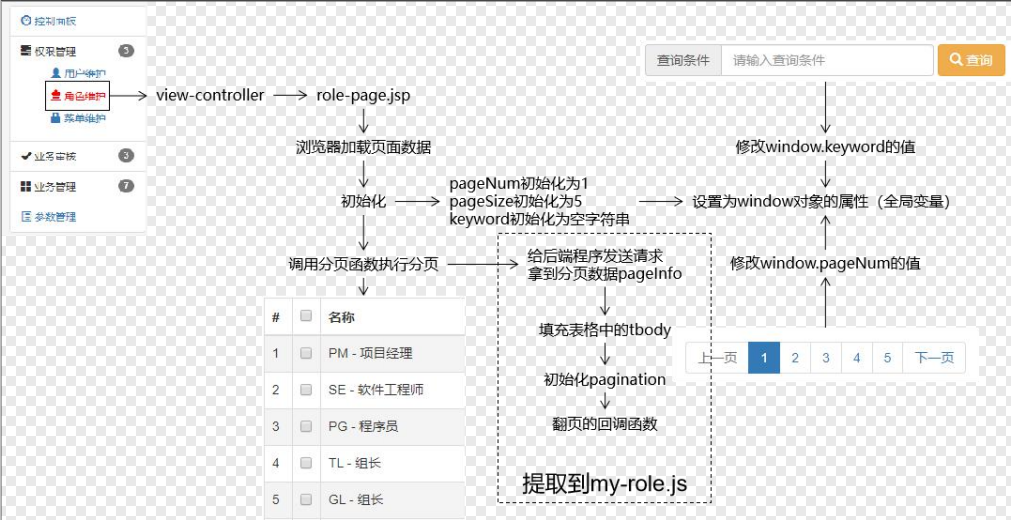 控制面板
权限管理 3
用户维护
角色维护
菜单维护
业务审核 3
业务管理 7
参数管理
view-controller
role-page.jsp
浏览器加载页面数据
初始化
pageNum初始化为1
pageSize初始化为5
keyword初始化为空字符串
设置为window对象的属性（全局变量）
调用分页函数执行分页
# 名称
1 PM - 项目经理
2 SE - 软件工程师
3 PG - 程序员
4 TL - 组长
5 GL - 组长
给后端程序发送请求
拿到分页数据pageInfo
填充表格中的tbody
初始化pagination
翻页的回调函数
提取到my-role.js
查询条件 请输入查询条件 查询
修改window.keyword的值
修改window.pageNum的值
上一页 1 2 3 4 5 下一页